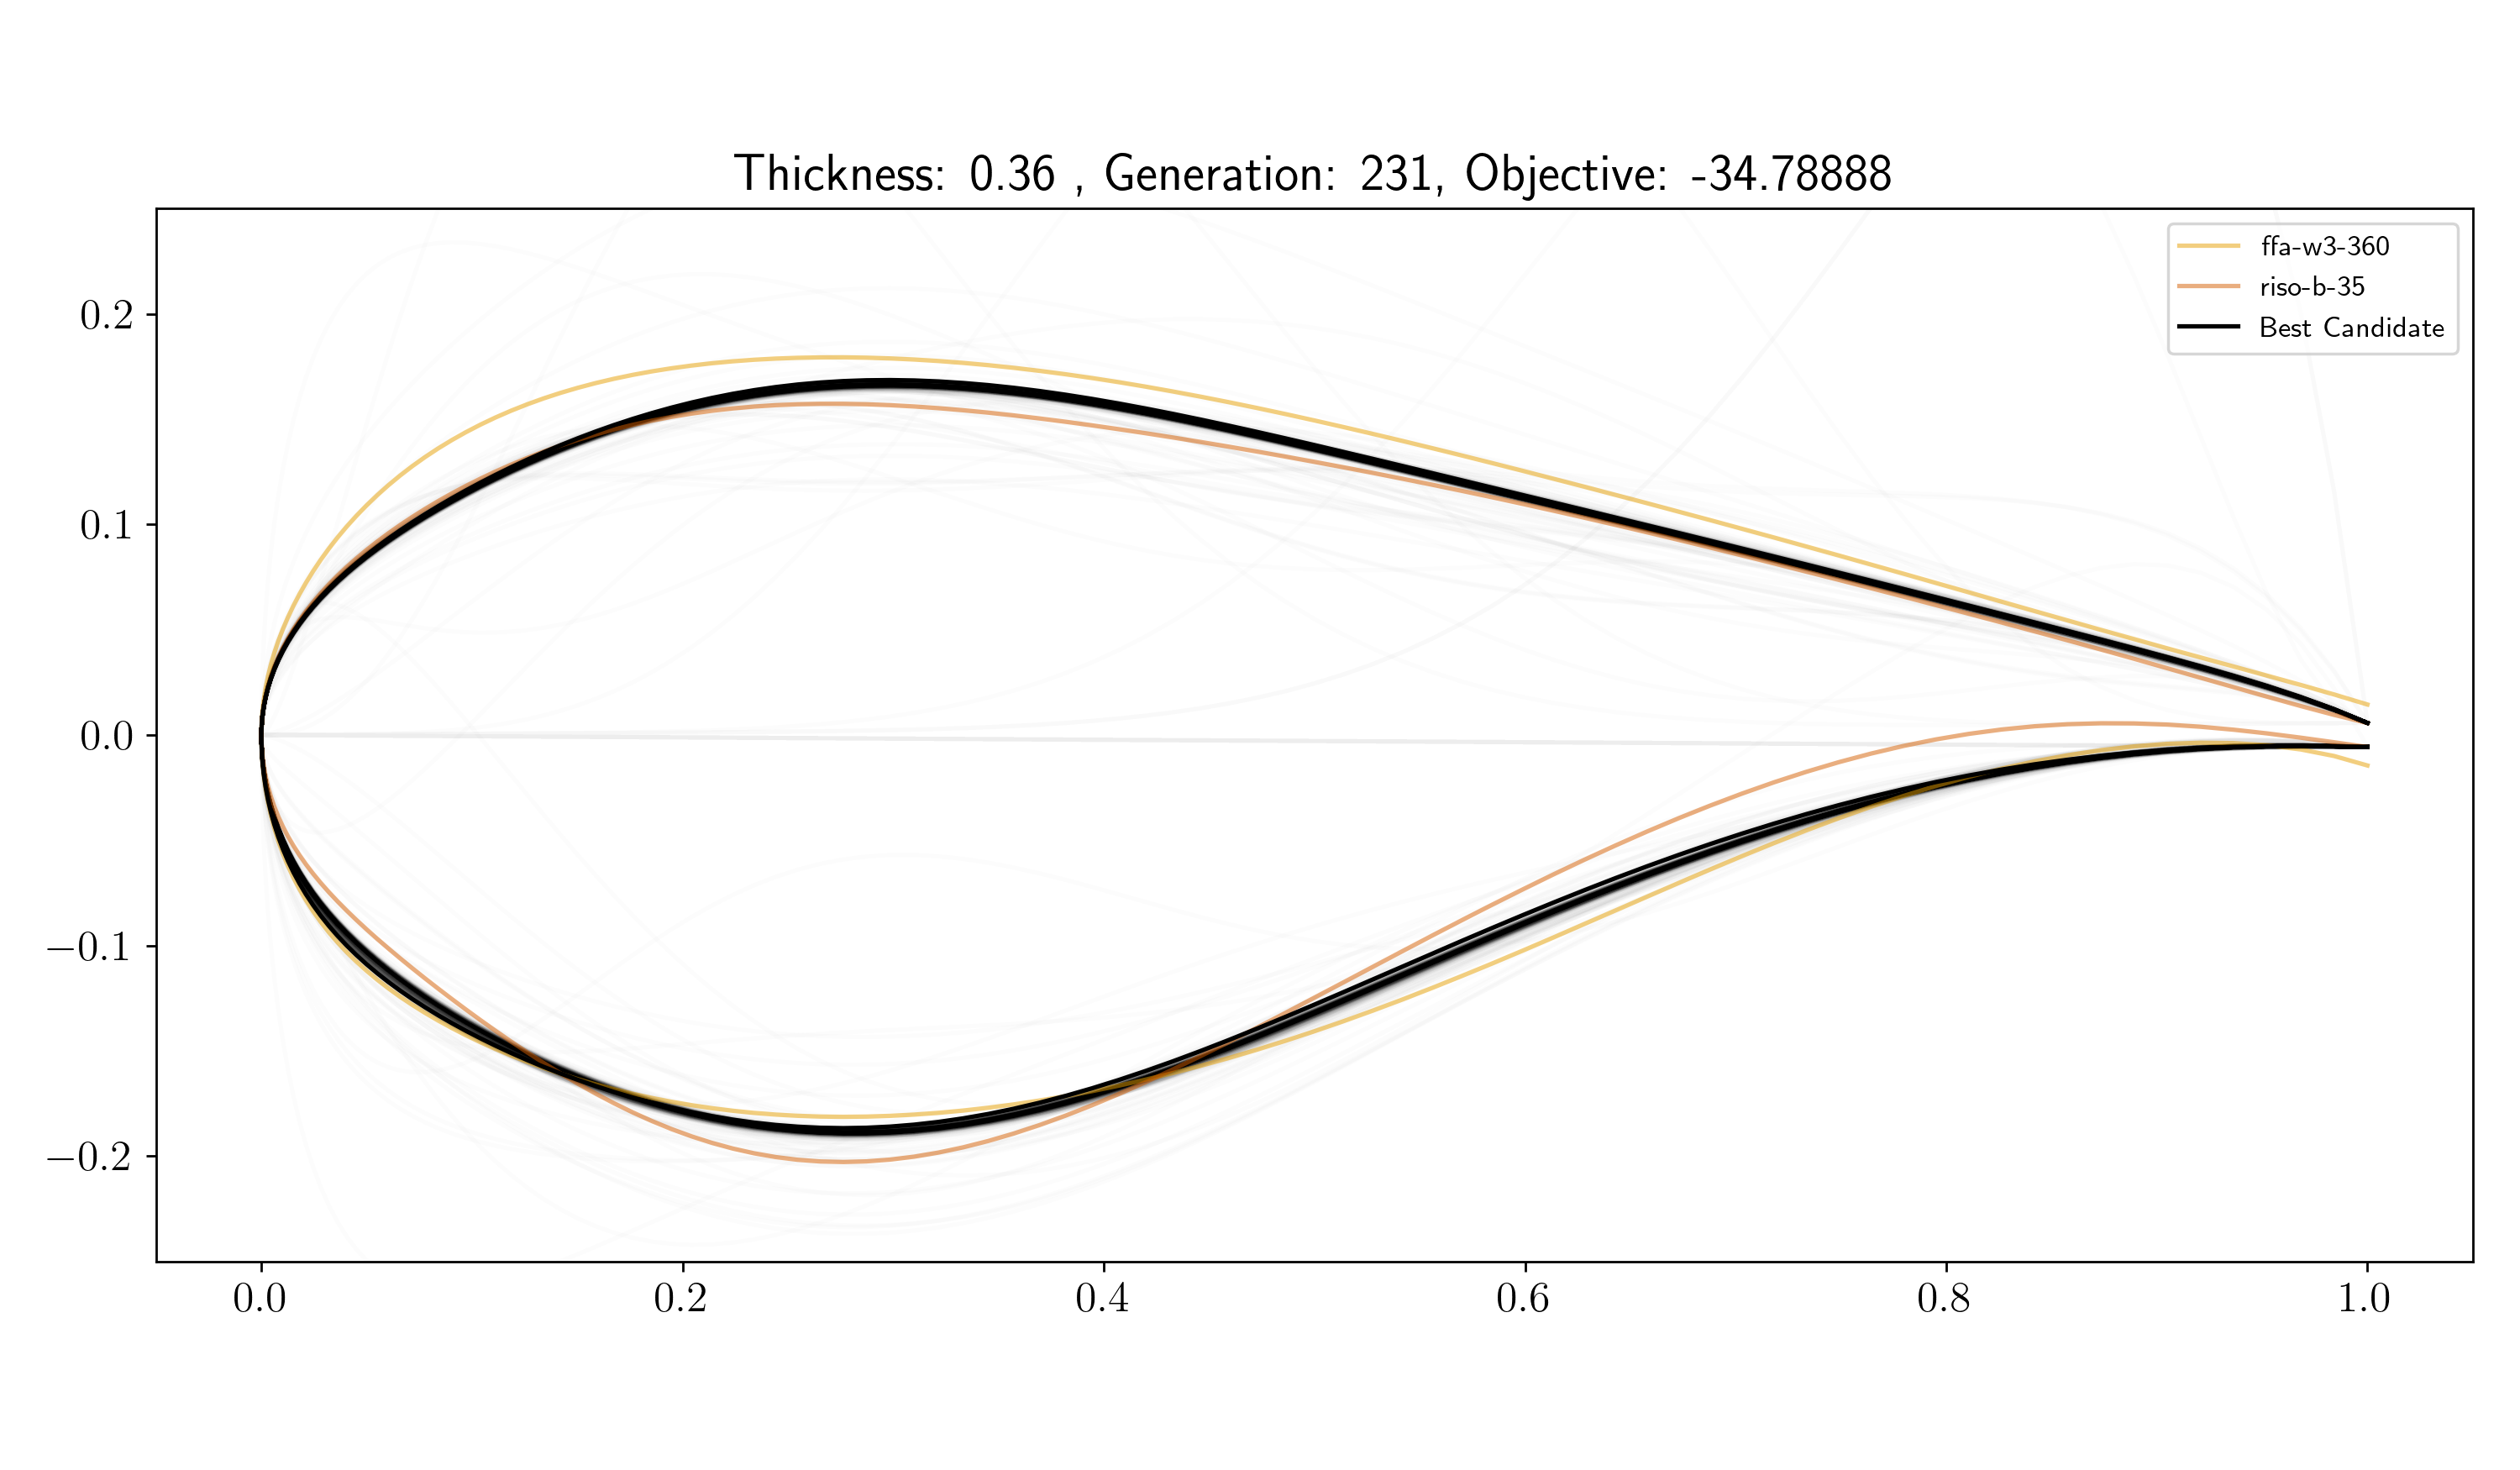 Thickness: 0.36 , Generation: 231, Objective: -34.78888
ffa-w3-360
riso-b-35
Best Candidate
0.2
0.1
0.0
−0.1
−0.2
0.0 0.2 0.4 0.6 0.8 1.0